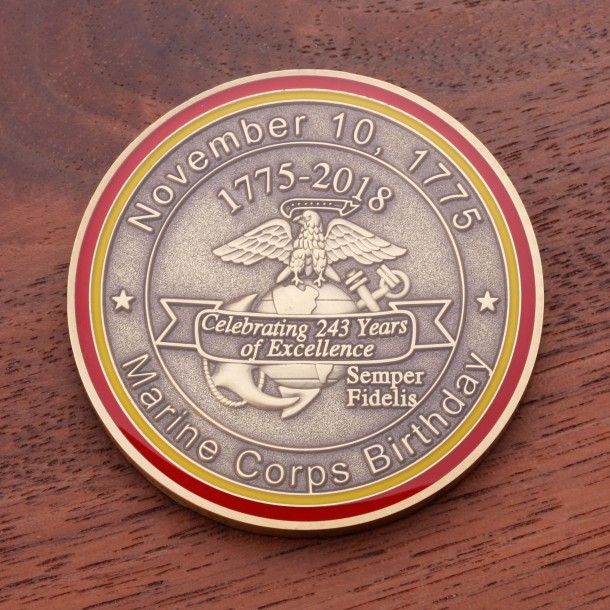 November 10, 1775
1775-2018
Celebrating 243 Years
of Excellence
Semper
Fidelis
Marine Corps Birthday